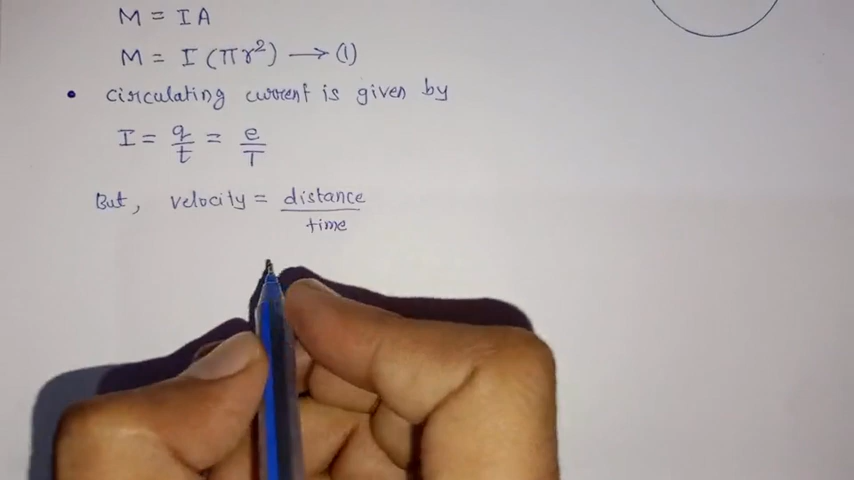 M = IA
M = I (πr²) → (1)
• circulating current is given by
I = q/t = e/T
But, velocity = distance/time